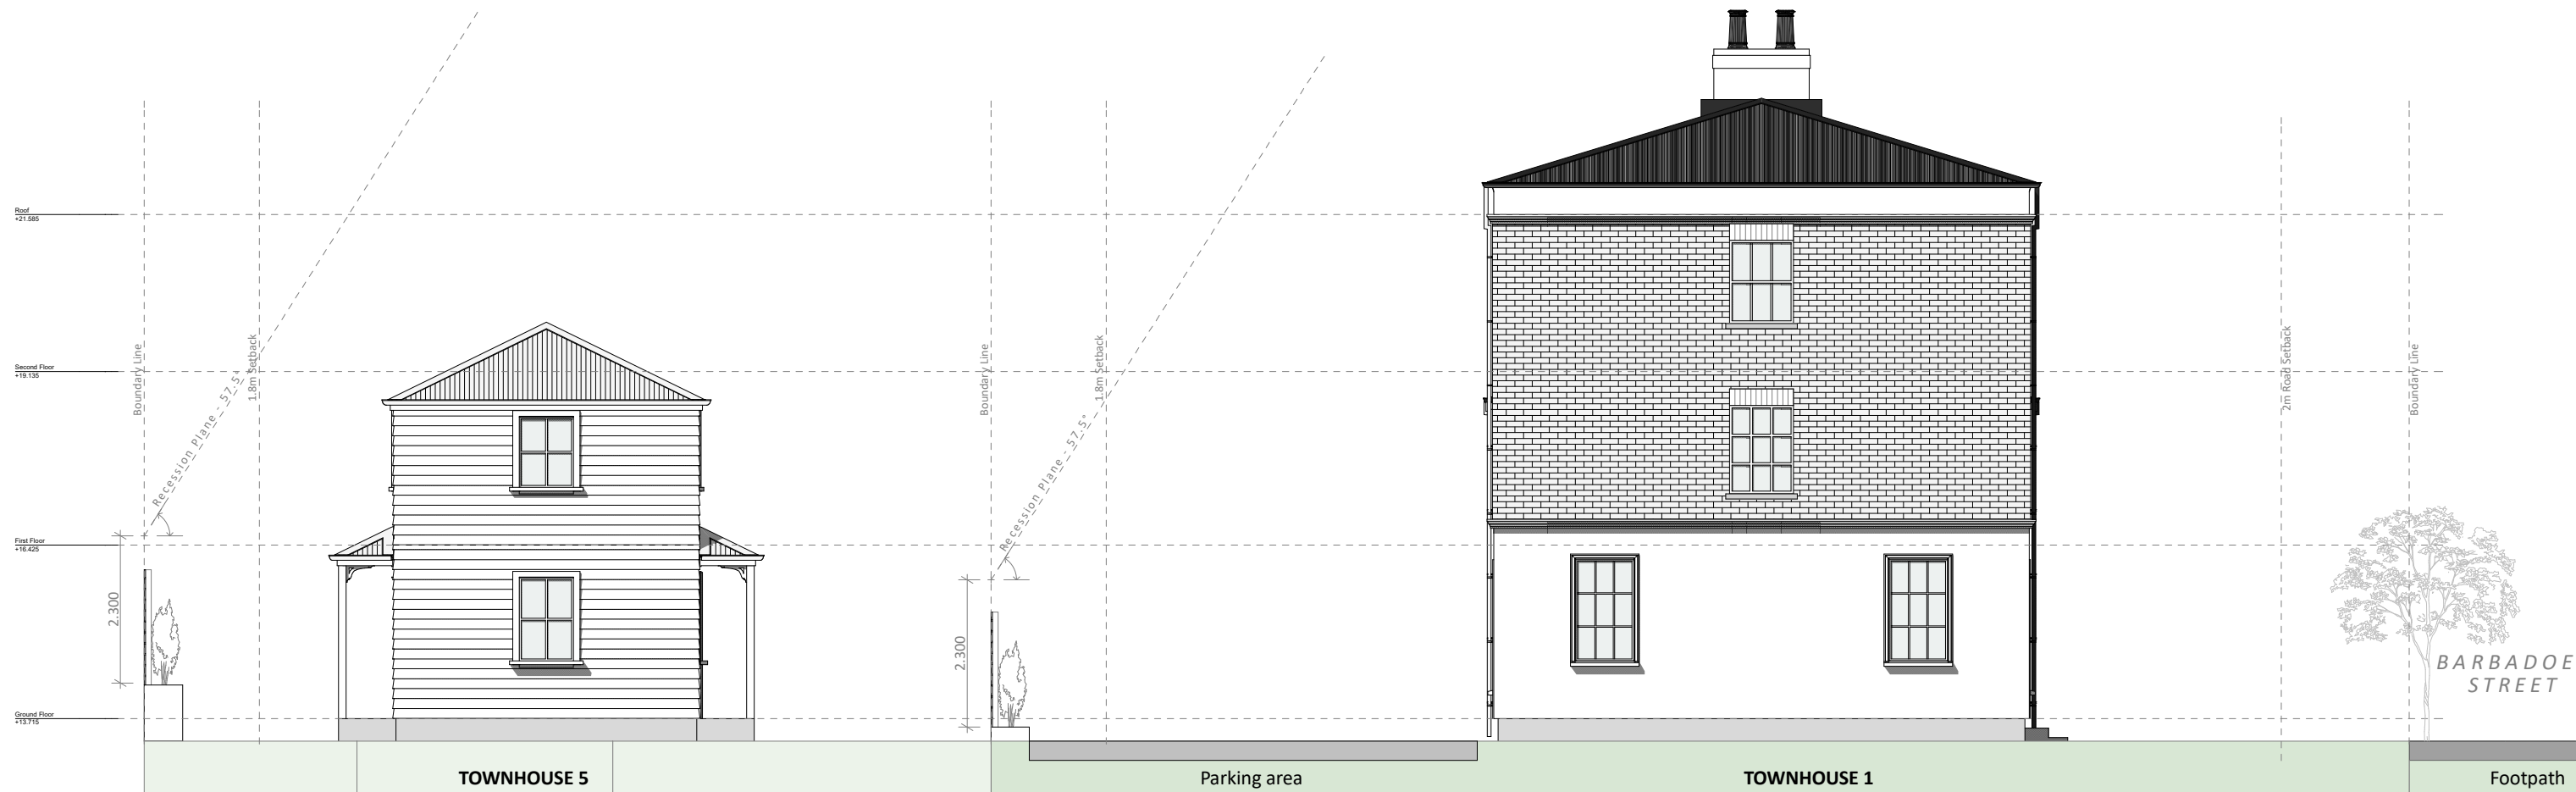 Roof
+21.585
Second Floor
+19.135
First Floor
+16.425
Ground Floor
+13.715
Boundary Line
Recession Plane - 57.5°
1.8m Setback
2.300
Boundary Line
Recession Plane - 57.5°
1.8m Setback
2.300
2m Road Setback
Boundary Line
BARBADOE
STREET
TOWNHOUSE 5
Parking area
TOWNHOUSE 1
Footpath